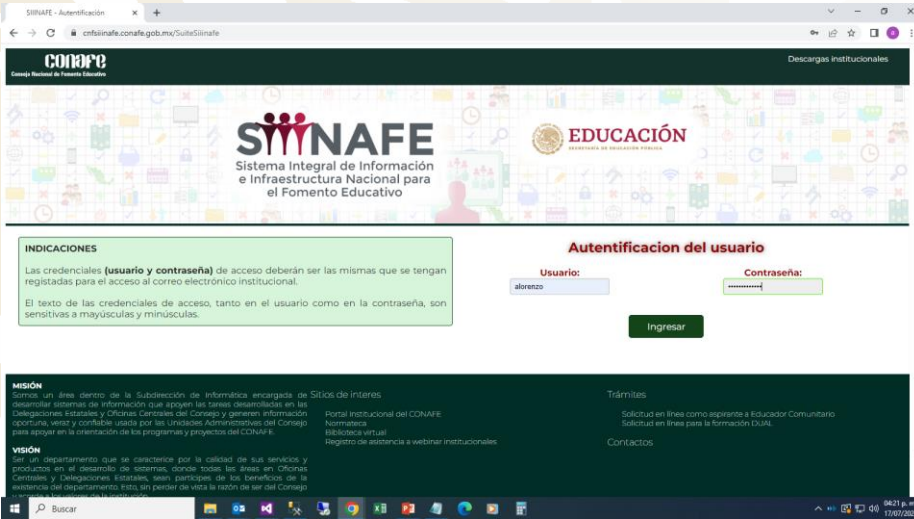 SIIINAFE - Autentificación
cnfsiiinafe.conafe.gob.mx/SuiteSiiinafe
CONAFE
Consejo Nacional de Fomento Educativo
Descargas institucionales
SIIINAFE
Sistema Integral de Información
e Infraestructura Nacional para
el Fomento Educativo
EDUCACIÓN
SECRETARÍA DE EDUCACIÓN PÚBLICA
INDICACIONES
Las credenciales (usuario y contraseña) de acceso deberán ser las mismas que se tengan
registadas para el acceso al correo electrónico institucional.
El texto de las credenciales de acceso, tanto en el usuario como en la contraseña, son
sensitivas a mayúsculas y minúsculas.
Autentificacion del usuario
Usuario:
Contraseña:
alorenzo
Ingresar
MISIÓN
Somos un área dentro de la Subdirección de Informática encargada de
desarrollar sistemas de información que apoyen las tareas desarrolladas en las
Delegaciones Estatales y Oficinas Centrales del Consejo y generen información
oportuna, veraz y confiable usada por las Unidades Administrativas del Consejo
para apoyar en la orientación de los programas y proyectos del CONAFE.
VISIÓN
Ser un departamento que se caracterice por la calidad de sus servicios y
productos en el desarrollo de sistemas, donde todas las áreas en Oficinas
Centrales y Delegaciones Estatales, sean partícipes de los beneficios de la
existencia del departamento. Esto, sin perder de vista la razón de ser del Consejo
y acorde a los valores de la institución.
Sitios de interes
Portal Institucional del CONAFE
Normateca
Biblioteca virtual
Registro de asistencia a webinar institucionales
Trámites
Solicitud en línea como aspirante a Educador Comunitario
Solicitud en línea para la formación DUAL
Contactos
Buscar
04:21 p. m.
17/07/202